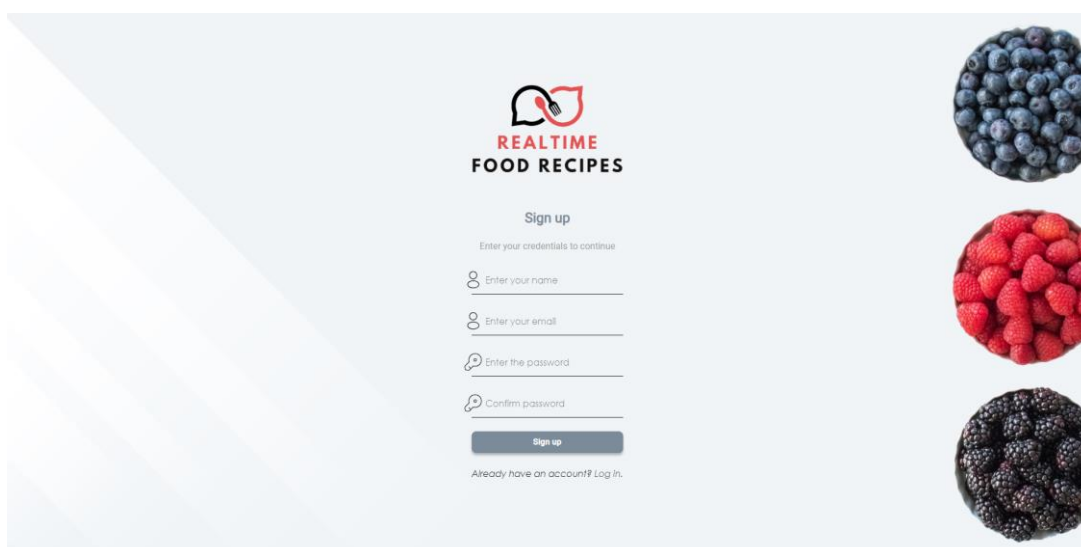 REALTIME
FOOD RECIPES
Sign up
Enter your credentials to continue
Enter your name
Enter your email
Enter the password
Confirm password
Sign up
Already have an account? Log in.